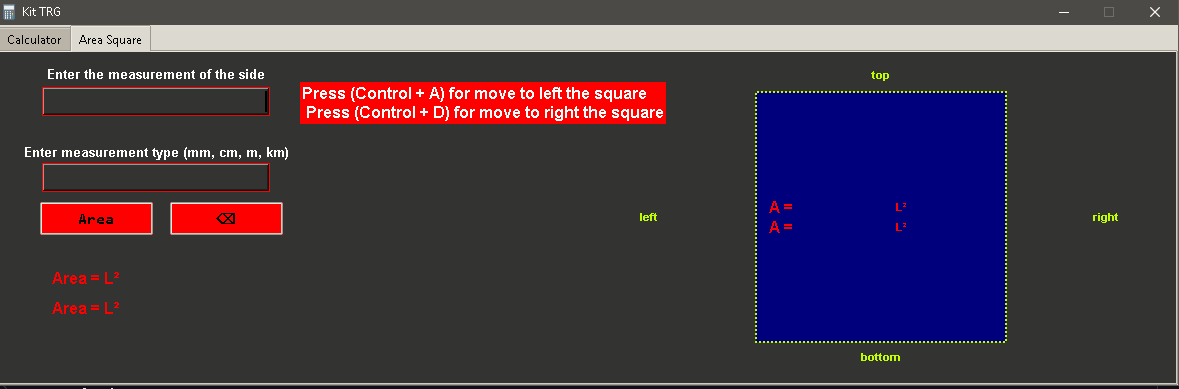 Kit TRG
Calculator
Area Square
Enter the measurement of the side
Press (Control + A) for move to left the square
Press (Control + D) for move to right the square
Enter measurement type (mm, cm, m, km)
Area
⌫
Area = L²
Area = L²
top
left
A = L²
A = L²
right
bottom